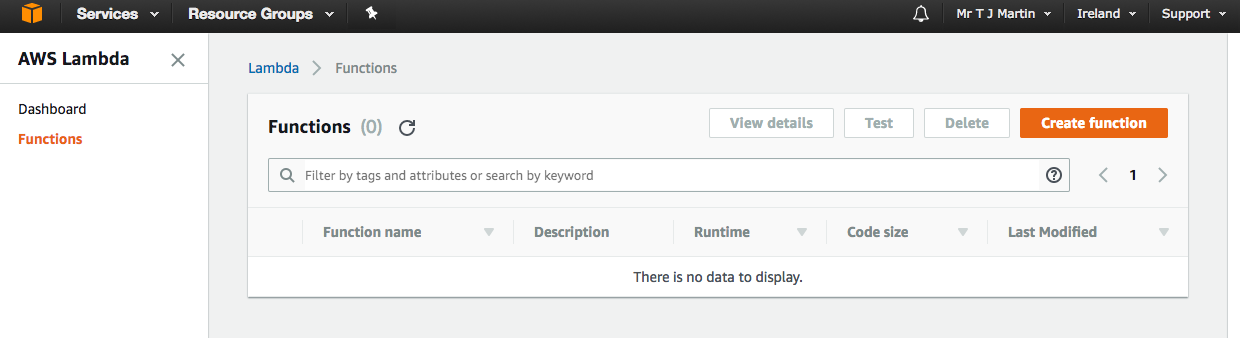 Services Resource Groups Mr T J Martin Ireland Support
AWS Lambda
Dashboard
Functions
Lambda Functions
Functions (0) View details Test Delete Create function
Filter by tags and attributes or search by keyword 1
Function name Description Runtime Code size Last Modified
There is no data to display.